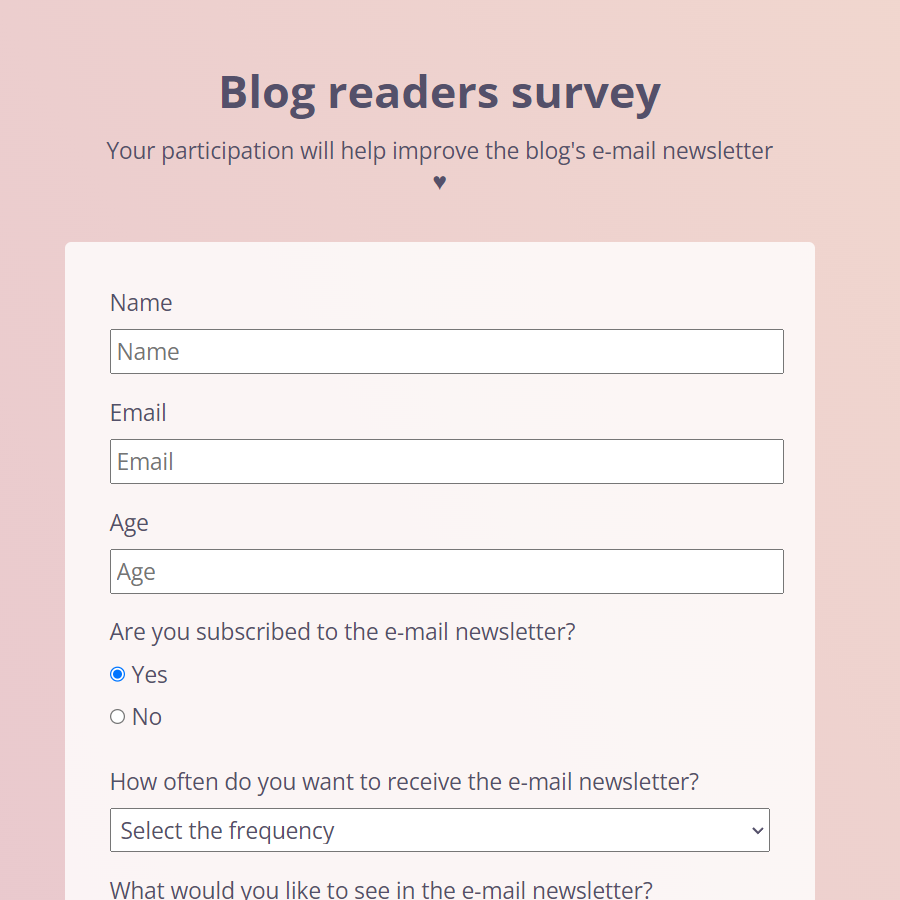 Blog readers survey
Your participation will help improve the blog's e-mail newsletter
♥
Name
Name
Email
Email
Age
Age
Are you subscribed to the e-mail newsletter?
Yes
No
How often do you want to receive the e-mail newsletter?
Select the frequency
What would you like to see in the e-mail newsletter?